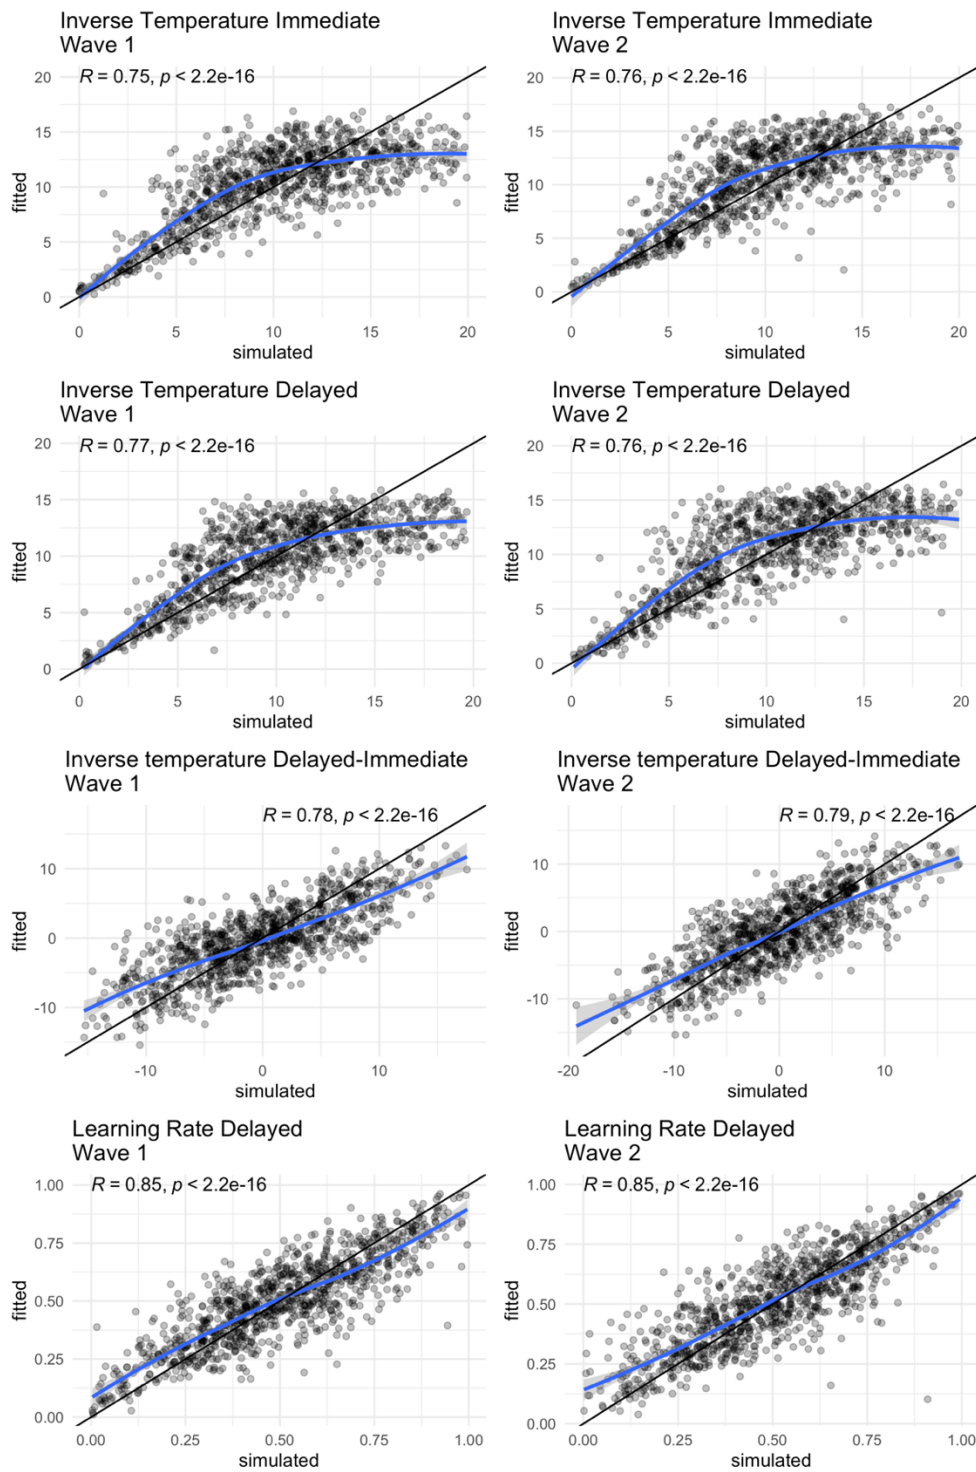 Inverse Temperature Immediate
Wave 1
R = 0.75, p < 2.2e-16
20
15
10
5
0
fitted
0 5 10 15 20
simulated
Inverse Temperature Immediate
Wave 2
R = 0.76, p < 2.2e-16
20
15
10
5
0
fitted
0 5 10 15 20
simulated
Inverse Temperature Delayed
Wave 1
R = 0.77, p < 2.2e-16
20
15
10
5
0
fitted
0 5 10 15 20
simulated
Inverse Temperature Delayed
Wave 2
R = 0.76, p < 2.2e-16
20
15
10
5
0
fitted
0 5 10 15 20
simulated
Inverse temperature Delayed-Immediate
Wave 1
R = 0.78, p < 2.2e-16
10
0
-10
fitted
-10 0 10
simulated
Inverse temperature Delayed-Immediate
Wave 2
R = 0.79, p < 2.2e-16
10
0
-10
fitted
-20 -10 0 10
simulated
Learning Rate Delayed
Wave 1
R = 0.85, p < 2.2e-16
1.00
0.75
0.50
0.25
0.00
fitted
0.00 0.25 0.50 0.75 1.00
simulated
Learning Rate Delayed
Wave 2
R = 0.85, p < 2.2e-16
1.00
0.75
0.50
0.25
0.00
fitted
0.00 0.25 0.50 0.75 1.00
simulated